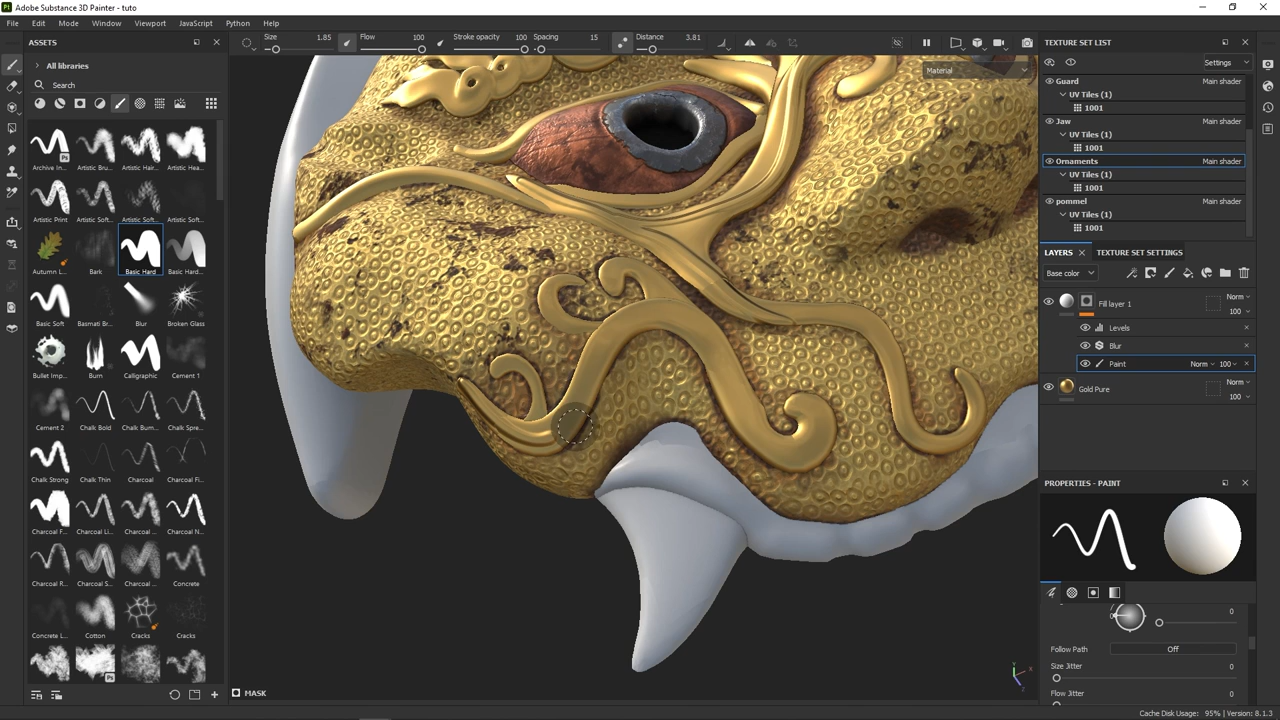 Adobe Substance 3D Painter - tuto
File Edit Mode Viewport JavaScript Python Help
ASSETS
All libraries
Search
Archive In... Artistic Bru... Artistic Hair... Artistic Hea...
Artistic Print Artistic Sof... Artistic Soft... Artistic Soft...
Autumn L... Bark Basic Hard Basic Hard...
Basic Soft Basmati Br... Blur Broken Glass
Bullet Imp... Burn Calligraphic Cement 1
Cement 2 Chalk Bold Chalk Bum... Chalk Spre...
Chalk Strong Chalk Thin Charcoal Charcoal Fi...
Charcoal F... Charcoal Li... Charcoal ... Charcoal N...
Charcoal R... Charcoal S... Charcoal ... Concrete
Concrete L... Cotton Cracks Cracks
Size 1.85 Flow 100 Stroke opacity 100 Spacing 15 Distance 3.81
Material
MASK
TEXTURE SET LIST
Settings
Guard Main shader
UV Tiles (1)
1001
Jaw Main shader
UV Tiles (1)
1001
Ornaments Main shader
UV Tiles (1)
1001
pommel Main shader
UV Tiles (1)
1001
LAYERS TEXTURE SET SETTINGS
Base color
Fill layer 1 Norm
100
Levels
Blur
Paint Norm 100
Gold Pure Norm
100
PROPERTIES - PAINT
0
Follow Path Off
Size Jitter 0
Flow Jitter 0
Cache Disk Usage: 95% | Version: 8.1.3